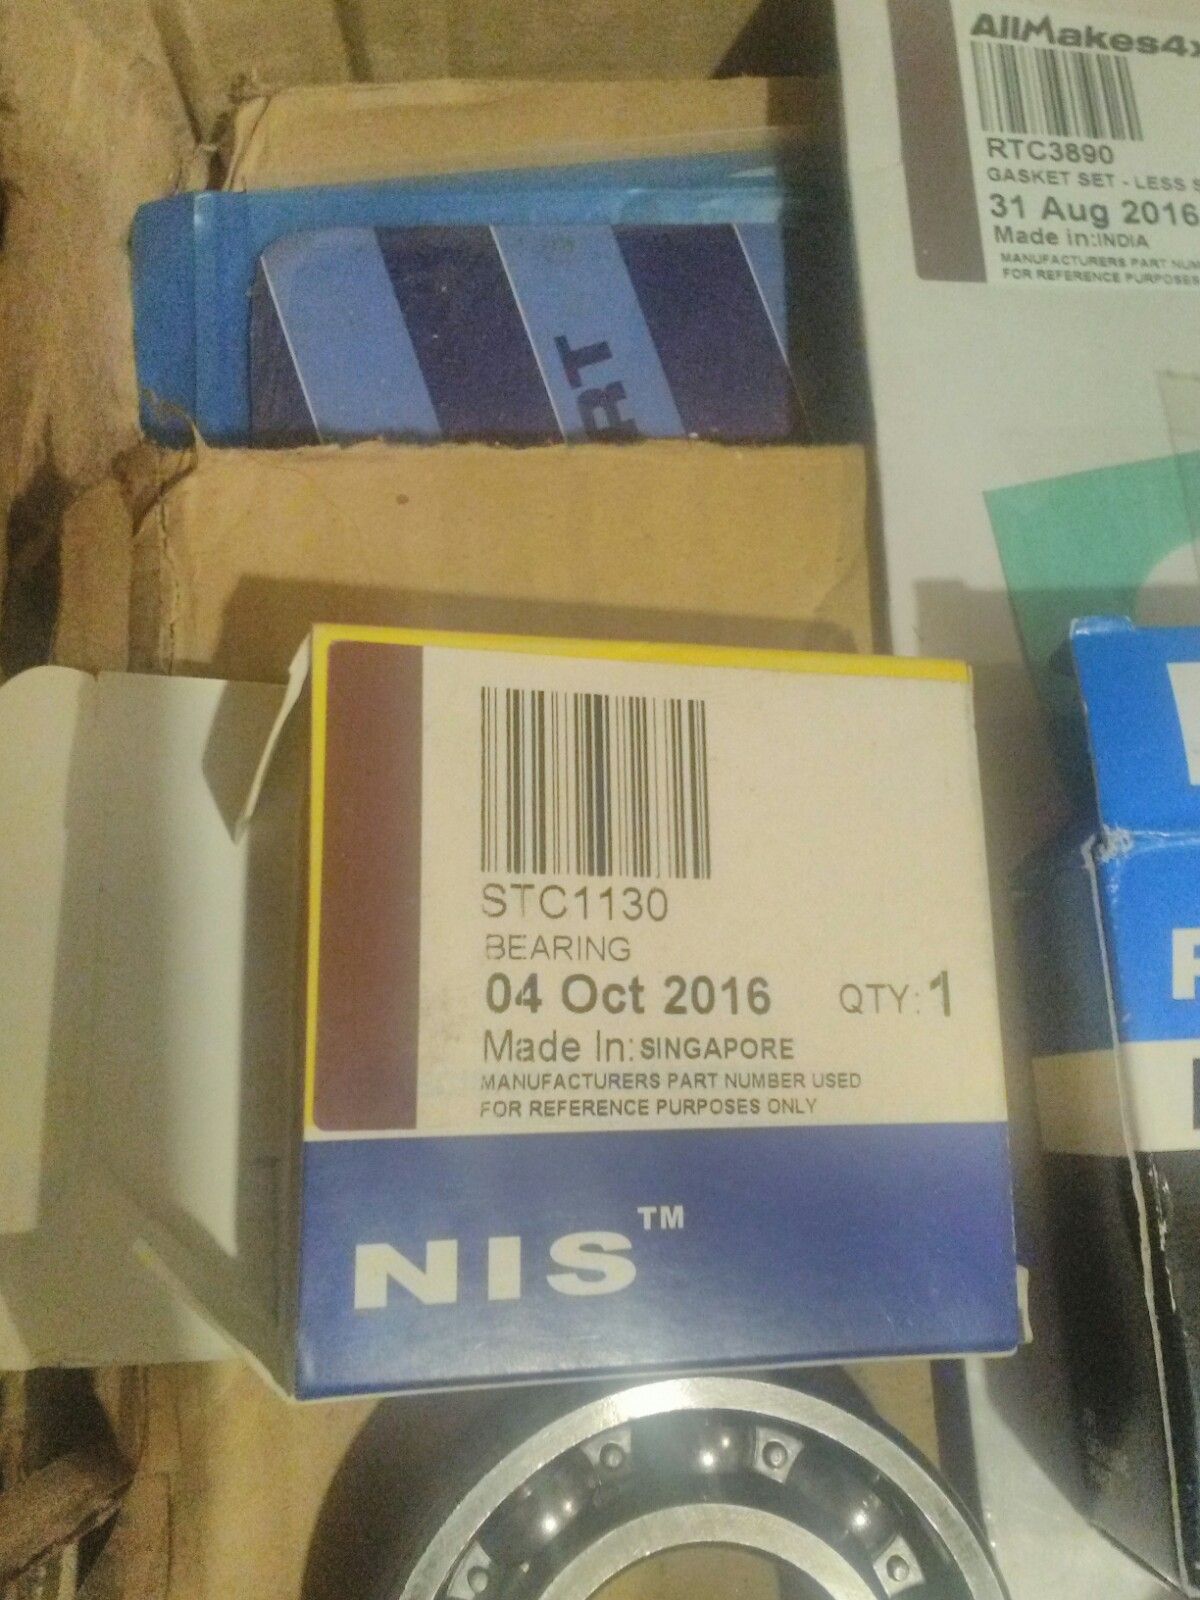 AllMakes4x
RTC3890
GASKET SET - LESS S
31 Aug 2016
Made in:INDIA
MANUFACTURERS PART NUM
FOR REFERENCE PURPOSES
RT
STC1130
BEARING
04 Oct 2016 QTY:1
Made In:SINGAPORE
MANUFACTURERS PART NUMBER USED
FOR REFERENCE PURPOSES ONLY
NIS™